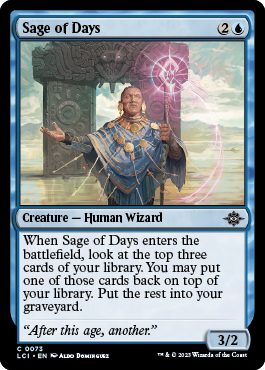 Sage of Days 2
Creature — Human Wizard
When Sage of Days enters the
battlefield, look at the top three
cards of your library. You may put
one of those cards back on top of
your library. Put the rest into your
graveyard.
“After this age, another.”
3/2
C 0073
LCI • EN Aldo Domínguez
™ & © 2023 Wizards of the Coast